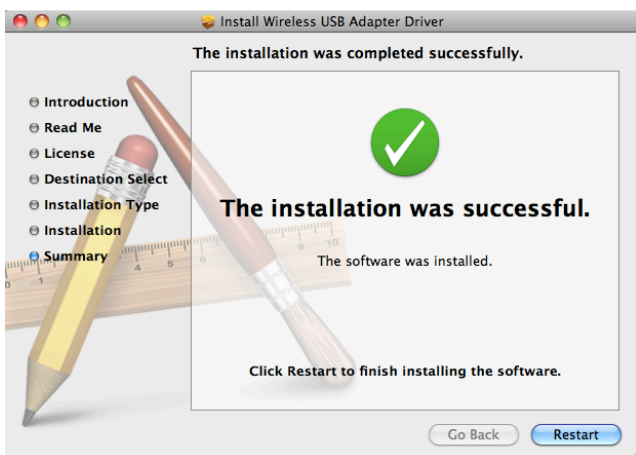 Install Wireless USB Adapter Driver
The installation was completed successfully.
Introduction
Read Me
License
Destination Select
Installation Type
Installation
Summary
The installation was successful.
The software was installed.
Click Restart to finish installing the software.
Go Back
Restart